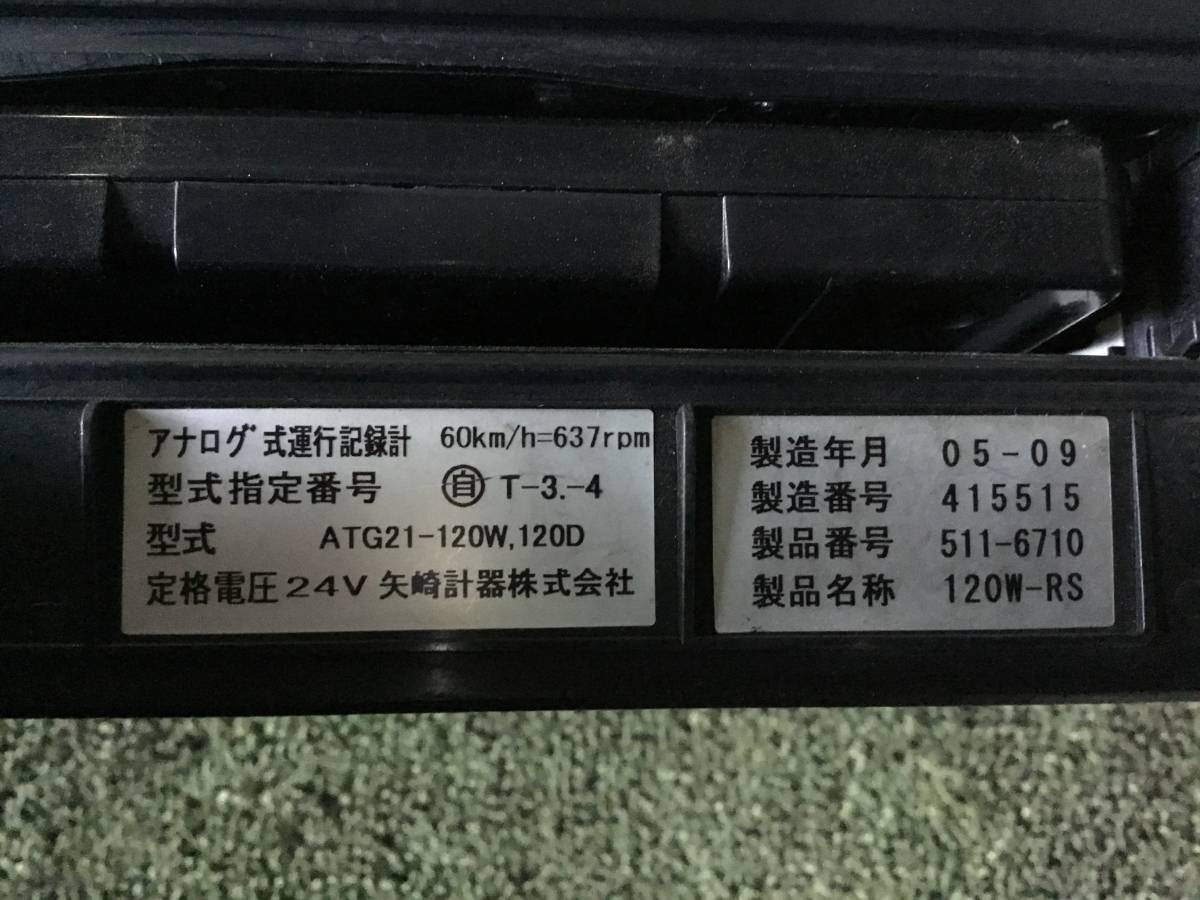 アナログ式運行記録計 60km/h=637rpm
型式指定番号 自 T-3.-4
型式 ATG21-120W,120D
定格電圧24V 矢崎計器株式会社
製造年月 05-09
製造番号 415515
製品番号 511-6710
製品名称 120W-RS